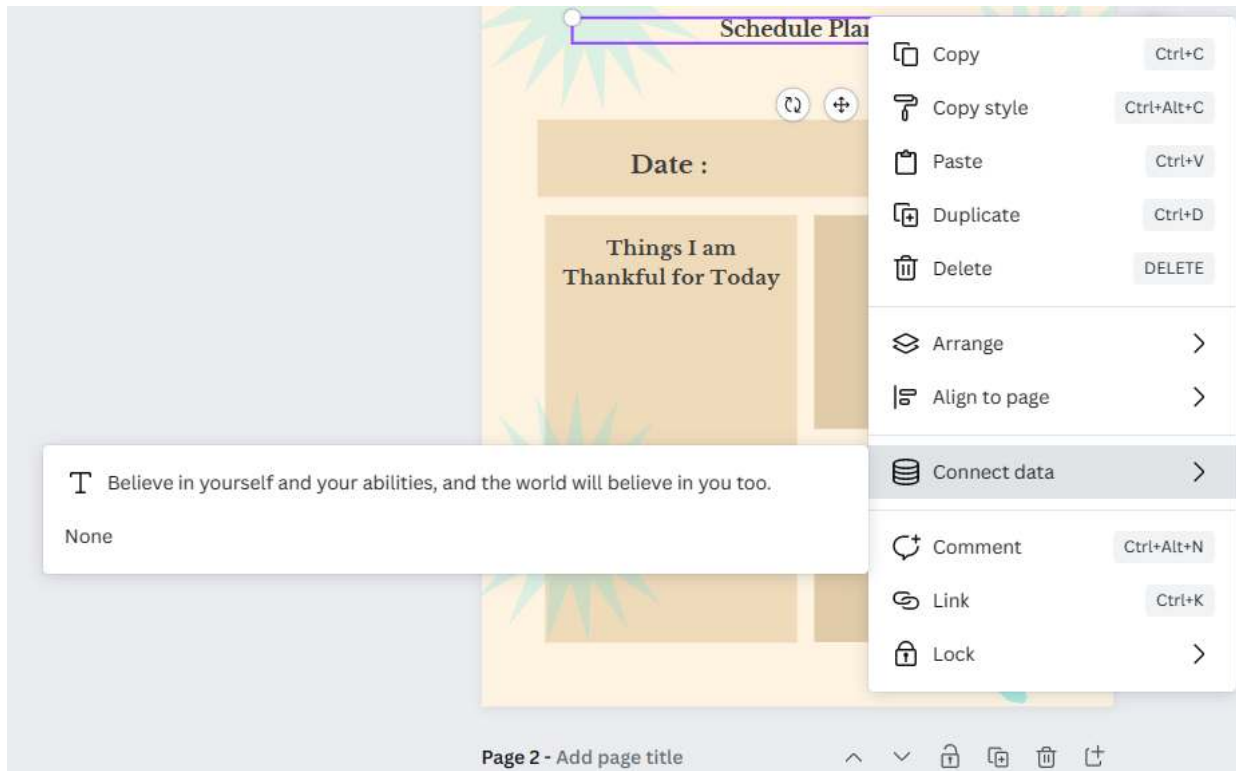 Schedule Pla
Date :
Things I am
Thankful for Today
Copy Ctrl+C
Copy style Ctrl+Alt+C
Paste Ctrl+V
Duplicate Ctrl+D
Delete DELETE
Arrange
Align to page
Connect data
T Believe in yourself and your abilities, and the world will believe in you too.
None
Comment Ctrl+Alt+N
Link Ctrl+K
Lock
Page 2 - Add page title